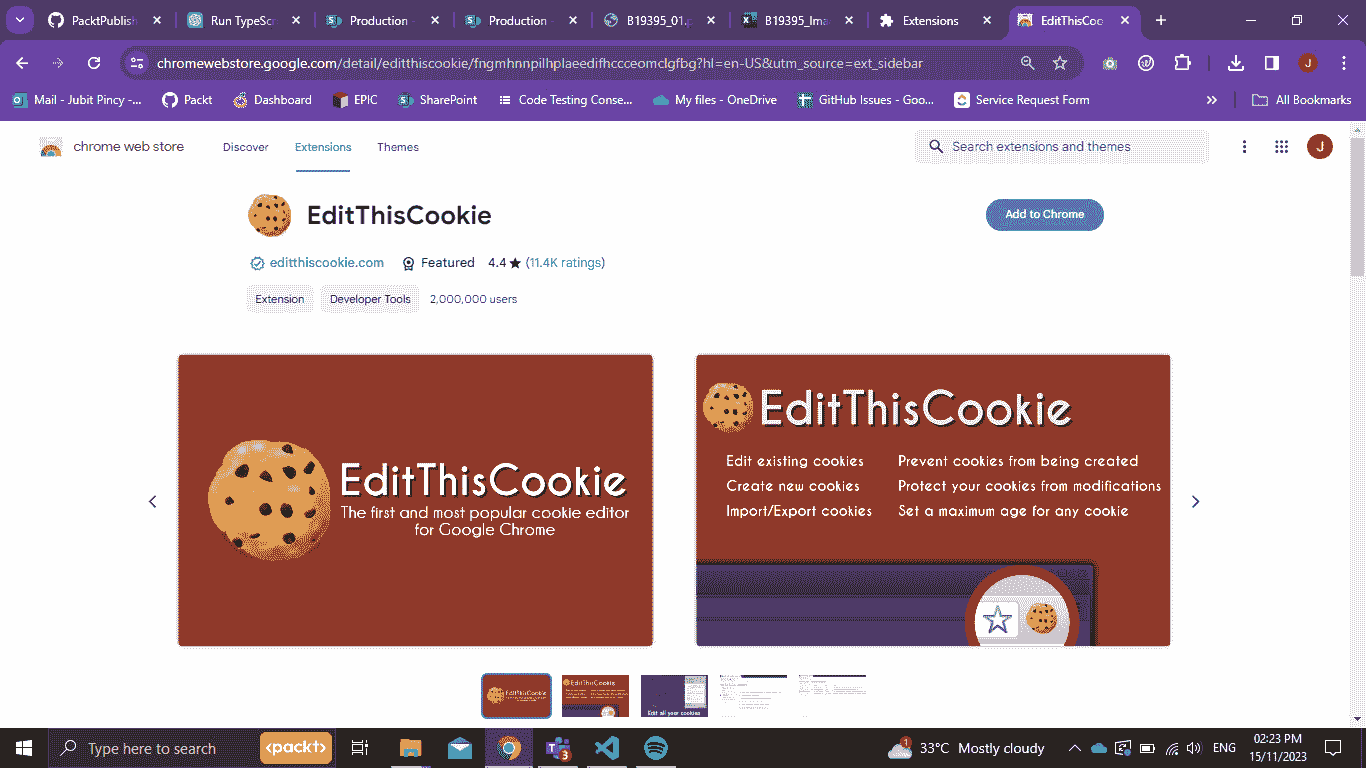 PacktPublish
Run TypeScr
Production -
Production -
B19395_01.p
B19395_Ima
Extensions
EditThisCoo
chromewebstore.google.com/detail/editthiscookie/fngmhnnpilhplaeedifhccceomclgfbg?hl=en-US&utm_source=ext_sidebar
J
Mail - Jubit Pincy -...
Packt
Dashboard
EPIC
SharePoint
Code Testing Conse...
My files - OneDrive
GitHub Issues - Goo...
Service Request Form
All Bookmarks
chrome web store
Discover
Extensions
Themes
Search extensions and themes
J
EditThisCookie
Add to Chrome
editthiscookie.com
Featured
4.4★ (11.4K ratings)
Extension
Developer Tools
2,000,000 users
EditThisCookie
The first and most popular cookie editor
for Google Chrome
EditThisCookie
Edit existing cookies
Prevent cookies from being created
Create new cookies
Protect your cookies from modifications
Import/Export cookies
Set a maximum age for any cookie
EditThisCookie
EditThisCookie
Edit all your cookies
Type here to search
<packt>
3
1
33°C Mostly cloudy
ENG
02:23 PM
15/11/2023